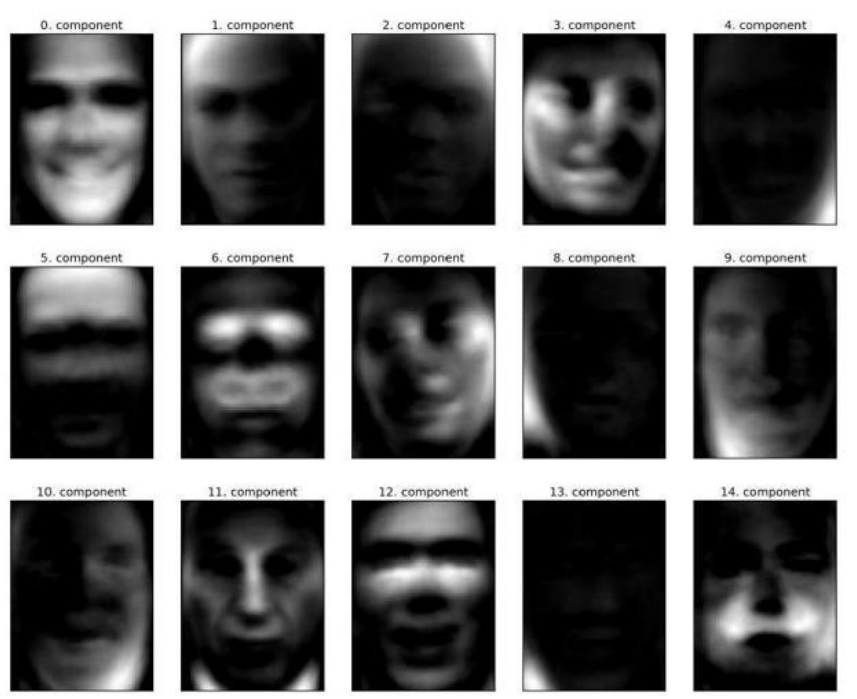 0. component 1. component 2. component 3. component 4. component
5. component 6. component 7. component 8. component 9. component
10. component 11. component 12. component 13. component 14. component